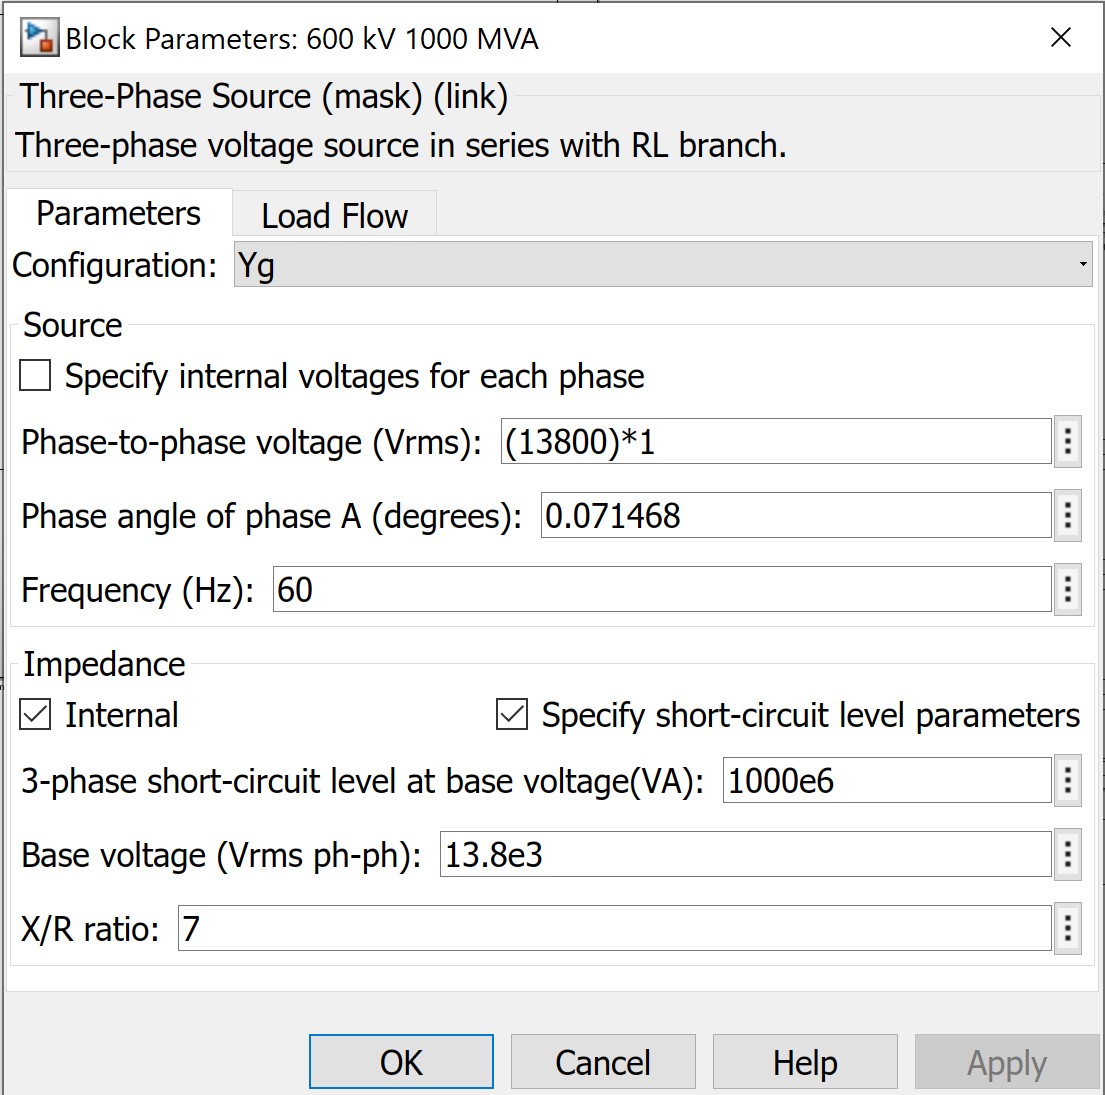 Block Parameters: 600 kV 1000 MVA
Three-Phase Source (mask) (link)
Three-phase voltage source in series with RL branch.
Parameters Load Flow
Configuration: Yg
Source
Specify internal voltages for each phase
Phase-to-phase voltage (Vrms): (13800)*1
Phase angle of phase A (degrees): 0.071468
Frequency (Hz): 60
Impedance
Internal Specify short-circuit level parameters
3-phase short-circuit level at base voltage(VA): 1000e6
Base voltage (Vrms ph-ph): 13.8e3
X/R ratio: 7
OK Cancel Help Apply